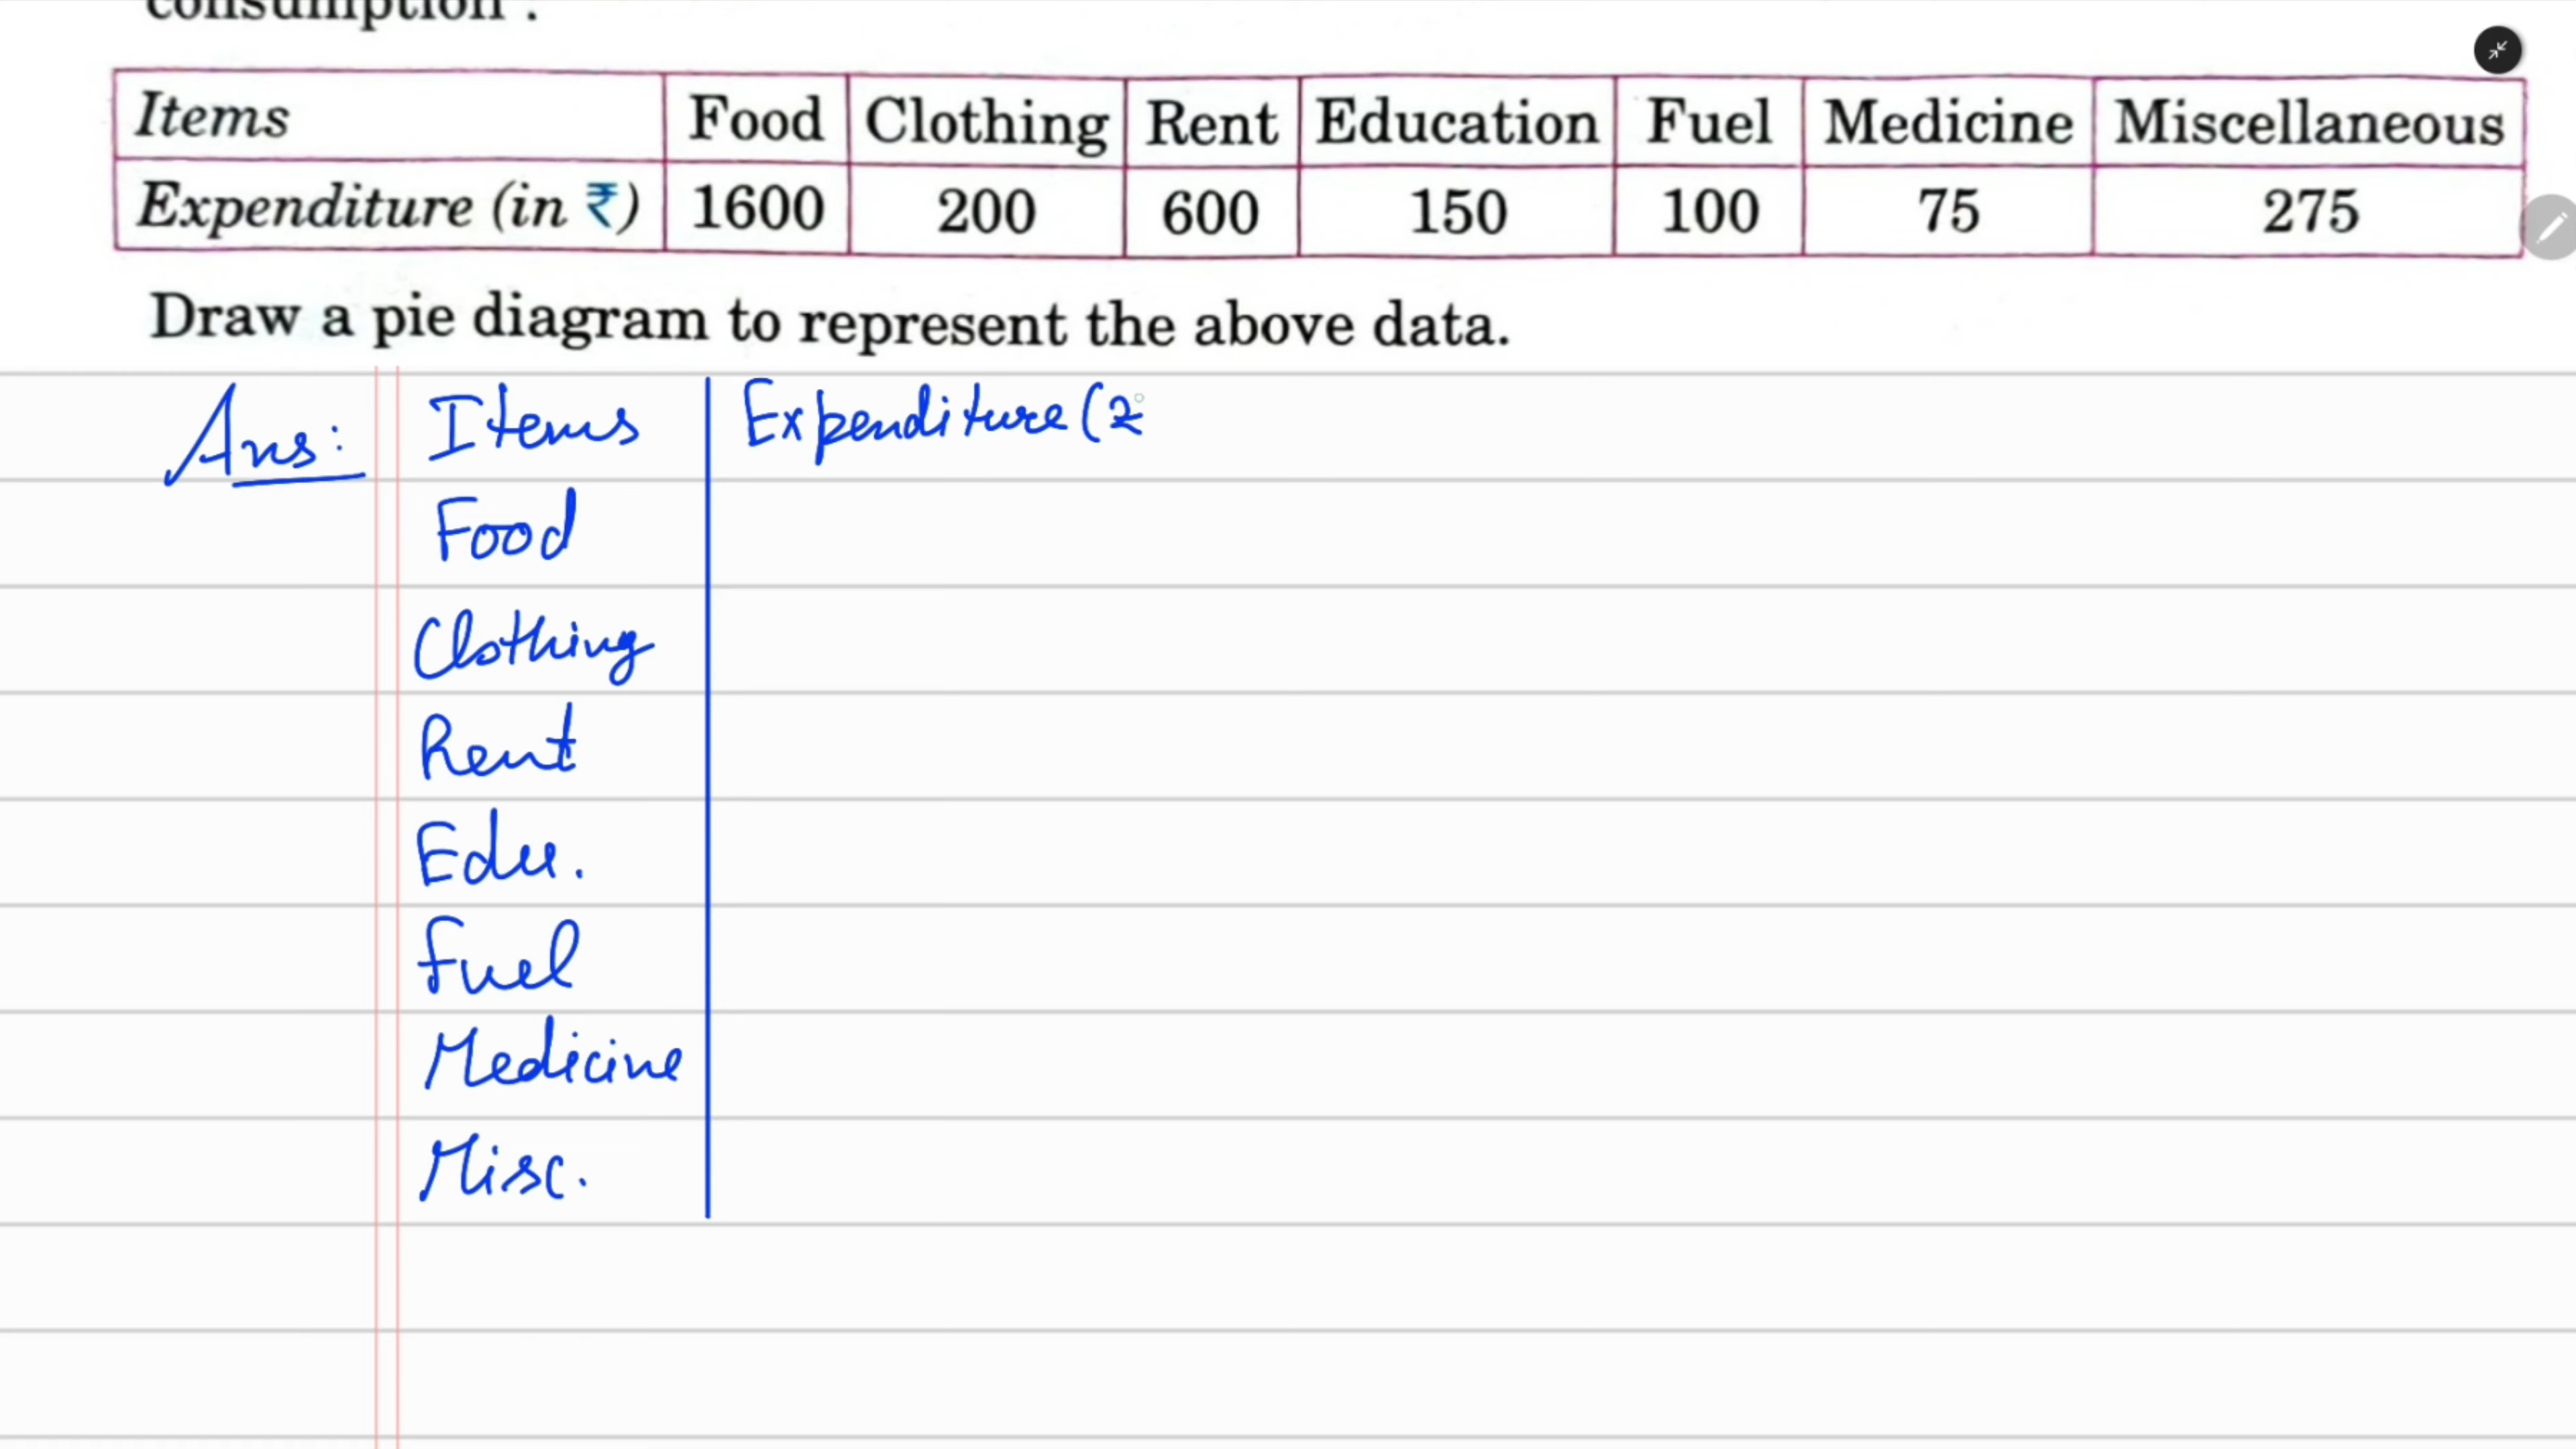 consumption :
Items Food Clothing Rent Education Fuel Medicine Miscellaneous
Expenditure (in ₹) 1600 200 600 150 100 75 275
Draw a pie diagram to represent the above data.
Ans: Items Expenditure (₹
Food
Clothing
Rent
Edu.
Fuel
Medicine
Misc.